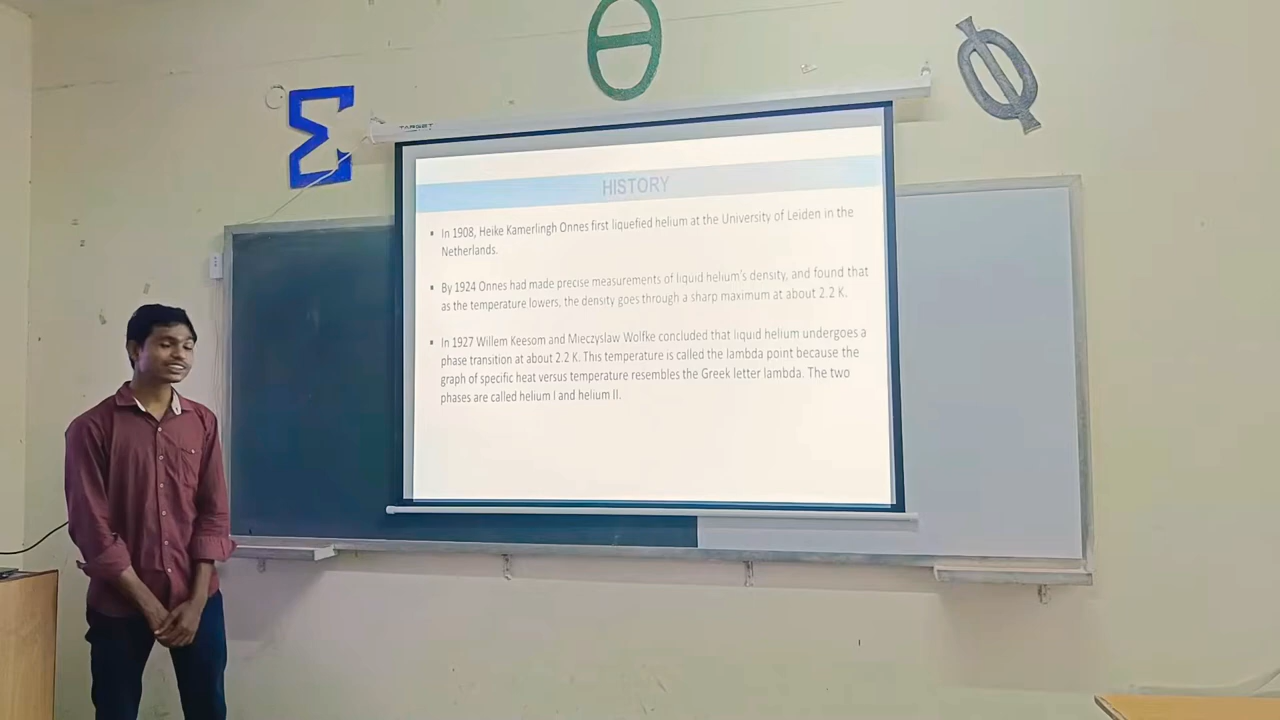 Σ
θ
Φ
TARGET
HISTORY
▪ In 1908, Heike Kamerlingh Onnes first liquefied helium at the University of Leiden in the
Netherlands.
▪ By 1924 Onnes had made precise measurements of liquid helium's density, and found that
as the temperature lowers, the density goes through a sharp maximum at about 2.2 K.
▪ In 1927 Willem Keesom and Mieczyslaw Wolfke concluded that liquid helium undergoes a
phase transition at about 2.2 K. This temperature is called the lambda point because the
graph of specific heat versus temperature resembles the Greek letter lambda. The two
phases are called helium I and helium II.